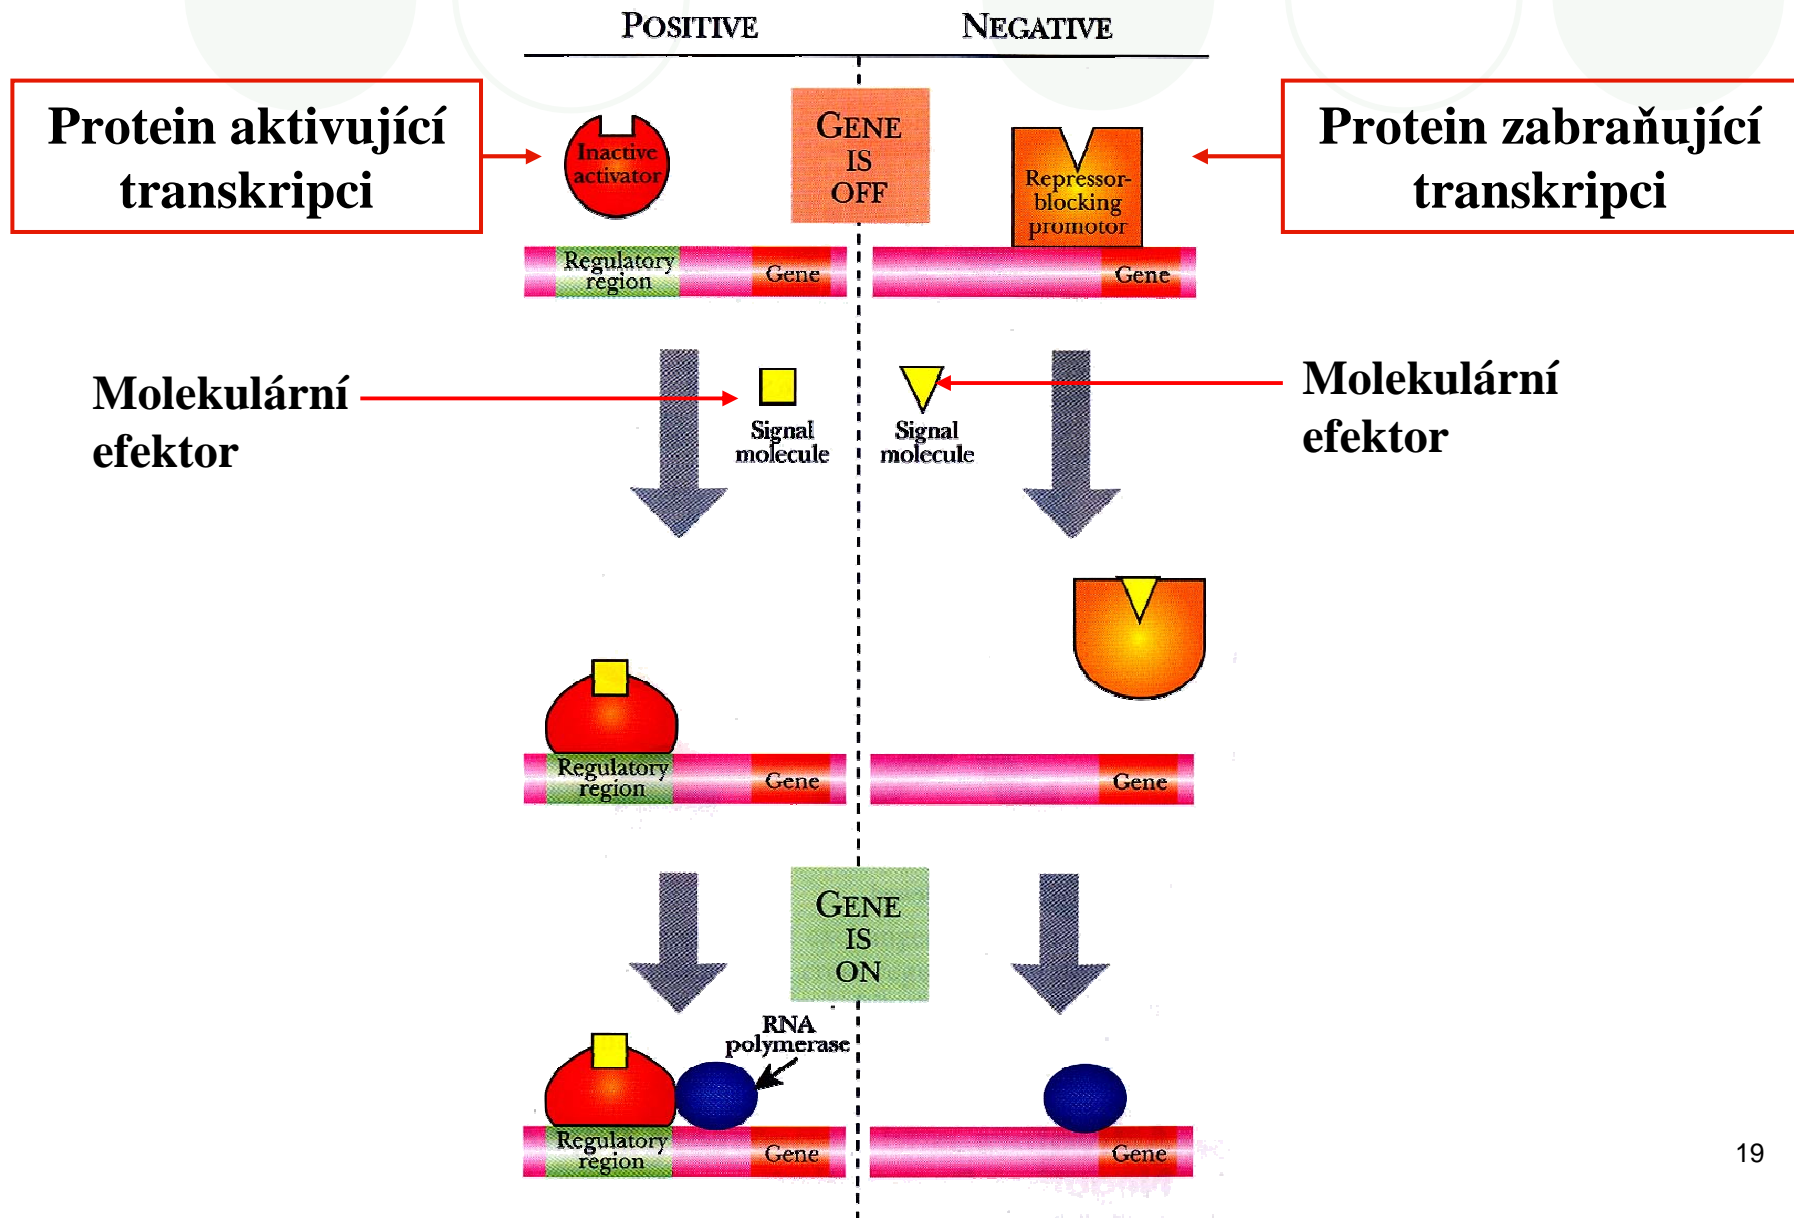 POSITIVE
NEGATIVE
Protein aktivující
transkripci
Inactive
activator
GENE
IS
OFF
Repressor-
blocking
promotor
Protein zabraňující
transkripci
Regulatory
region
Gene
Gene
Molekulární
efektor
Signal
molecule
Signal
molecule
Molekulární
efektor
Regulatory
region
Gene
Gene
GENE
IS
ON
RNA
polymerase
Regulatory
region
Gene
Gene
19